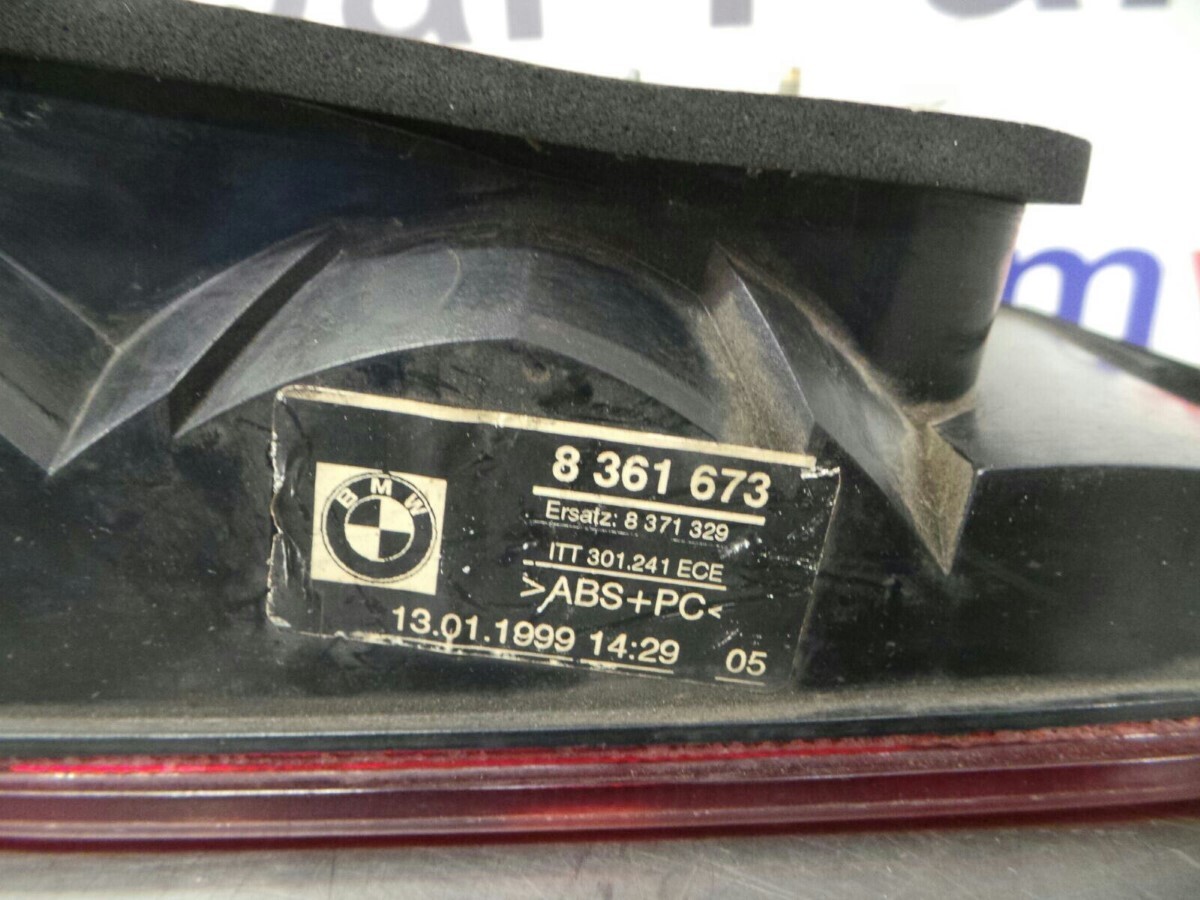 BMW
8 361 673
Ersatz: 8 371 329
ITT 301.241 ECE
>ABS+PC<
13.01.1999 14:29 05